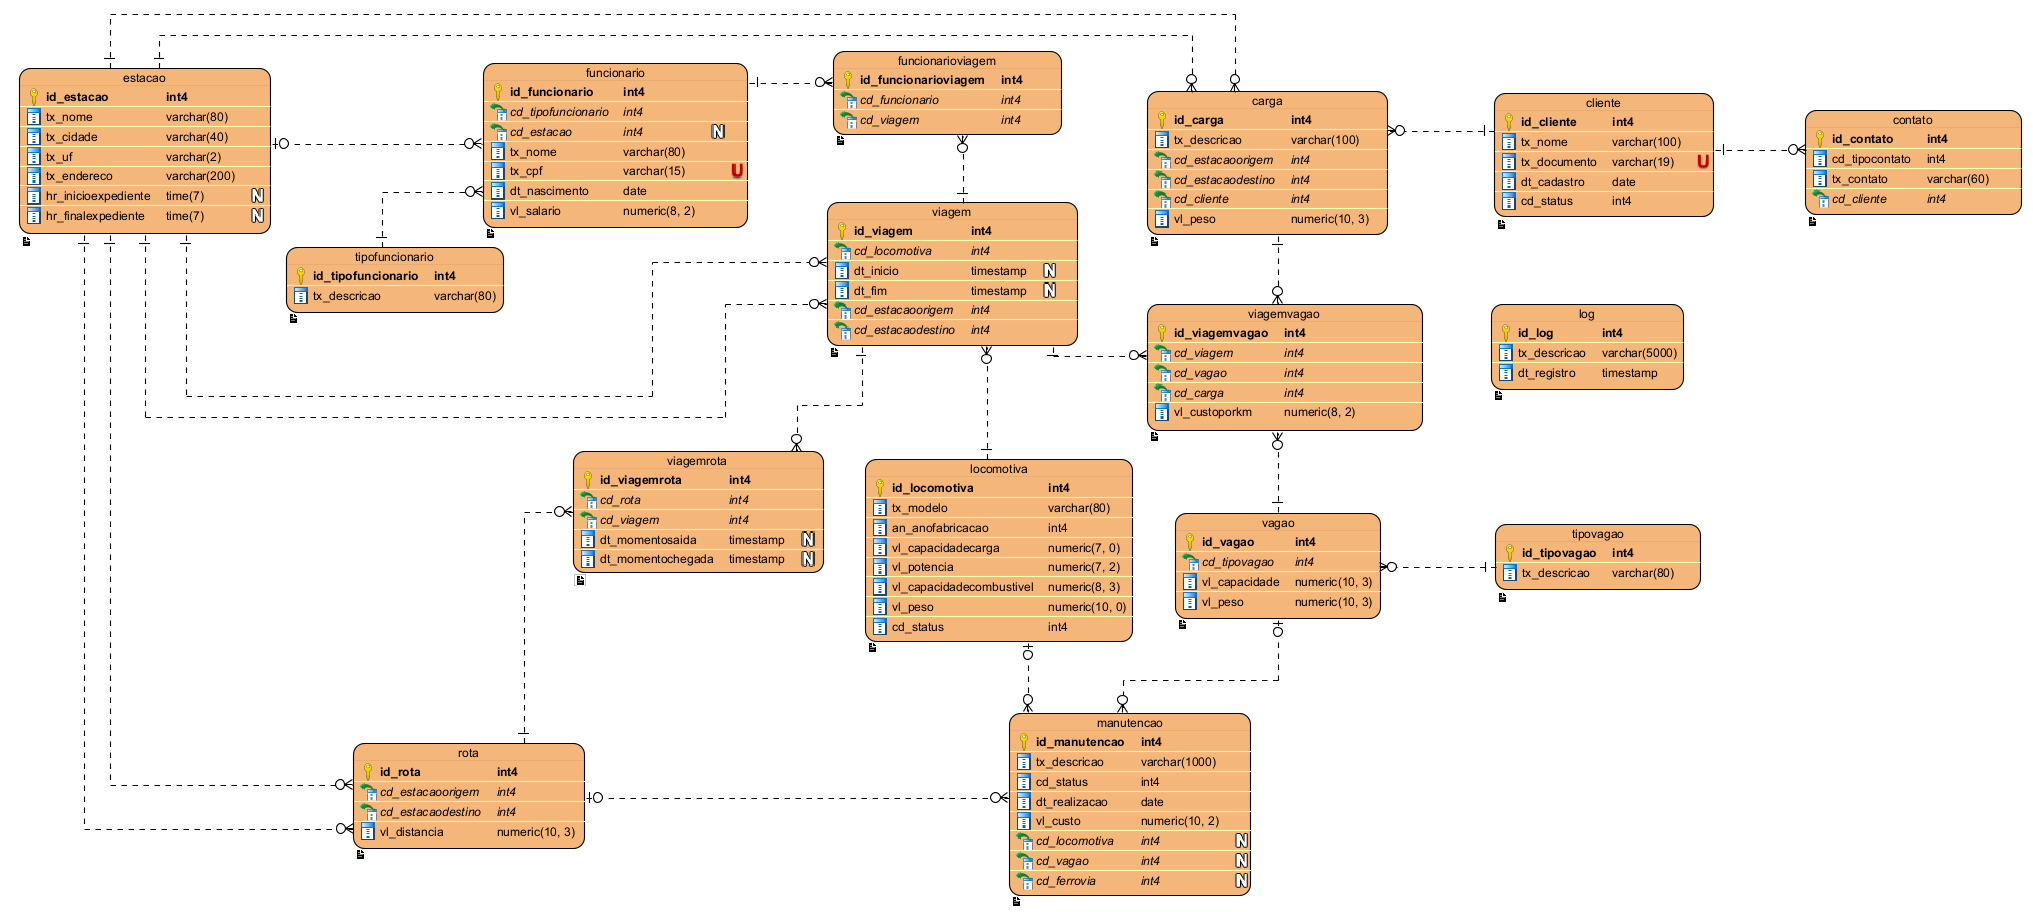 estacao
id_estacao int4
tx_nome varchar(80)
tx_cidade varchar(40)
tx_uf varchar(2)
tx_endereco varchar(200)
hr_inicioexpediente time(7) N
hr_finalexpediente time(7) N
funcionario
id_funcionario int4
cd_tipofuncionario int4
cd_estacao int4 N
tx_nome varchar(80)
tx_cpf varchar(15) U
dt_nascimento date
vl_salario numeric(8, 2)
funcionarioviagem
id_funcionarioviagem int4
cd_funcionario int4
cd_viagem int4
carga
id_carga int4
tx_descricao varchar(100)
cd_estacaoorigem int4
cd_estacaodestino int4
cd_cliente int4
vl_peso numeric(10, 3)
cliente
id_cliente int4
tx_nome varchar(100)
tx_documento varchar(19) U
dt_cadastro date
cd_status int4
contato
id_contato int4
cd_tipocontato int4
tx_contato varchar(60)
cd_cliente int4
tipofuncionario
id_tipofuncionario int4
tx_descricao varchar(80)
viagem
id_viagem int4
cd_locomotiva int4
dt_inicio timestamp N
dt_fim timestamp N
cd_estacaoorigem int4
cd_estacaodestino int4
viagemvagao
id_viagemvagao int4
cd_viagem int4
cd_vagao int4
cd_carga int4
vl_custoporkm numeric(8, 2)
log
id_log int4
tx_descricao varchar(5000)
dt_registro timestamp
viagemrota
id_viagemrota int4
cd_rota int4
cd_viagem int4
dt_momentosaida timestamp N
dt_momentochegada timestamp N
locomotiva
id_locomotiva int4
tx_modelo varchar(80)
an_anofabricacao int4
vl_capacidadecarga numeric(7, 0)
vl_potencia numeric(7, 2)
vl_capacidadecombustivel numeric(8, 3)
vl_peso numeric(10, 0)
cd_status int4
vagao
id_vagao int4
cd_tipovagao int4
vl_capacidade numeric(10, 3)
vl_peso numeric(10, 3)
tipovagao
id_tipovagao int4
tx_descricao varchar(80)
rota
id_rota int4
cd_estacaoorigem int4
cd_estacaodestino int4
vl_distancia numeric(10, 3)
manutencao
id_manutencao int4
tx_descricao varchar(1000)
cd_status int4
dt_realizacao date
vl_custo numeric(10, 2)
cd_locomotiva int4 N
cd_vagao int4 N
cd_ferrovia int4 N